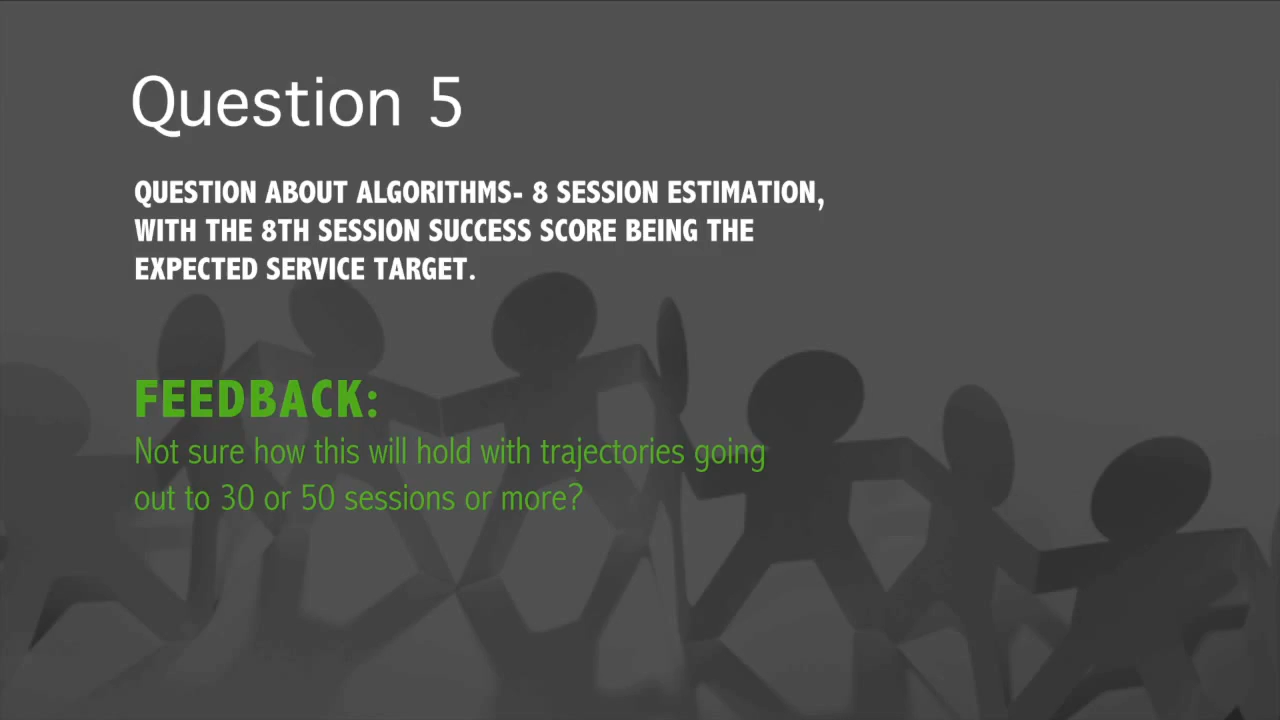 Question 5
QUESTION ABOUT ALGORITHMS- 8 SESSION ESTIMATION,
WITH THE 8TH SESSION SUCCESS SCORE BEING THE
EXPECTED SERVICE TARGET.
FEEDBACK:
Not sure how this will hold with trajectories going
out to 30 or 50 sessions or more?